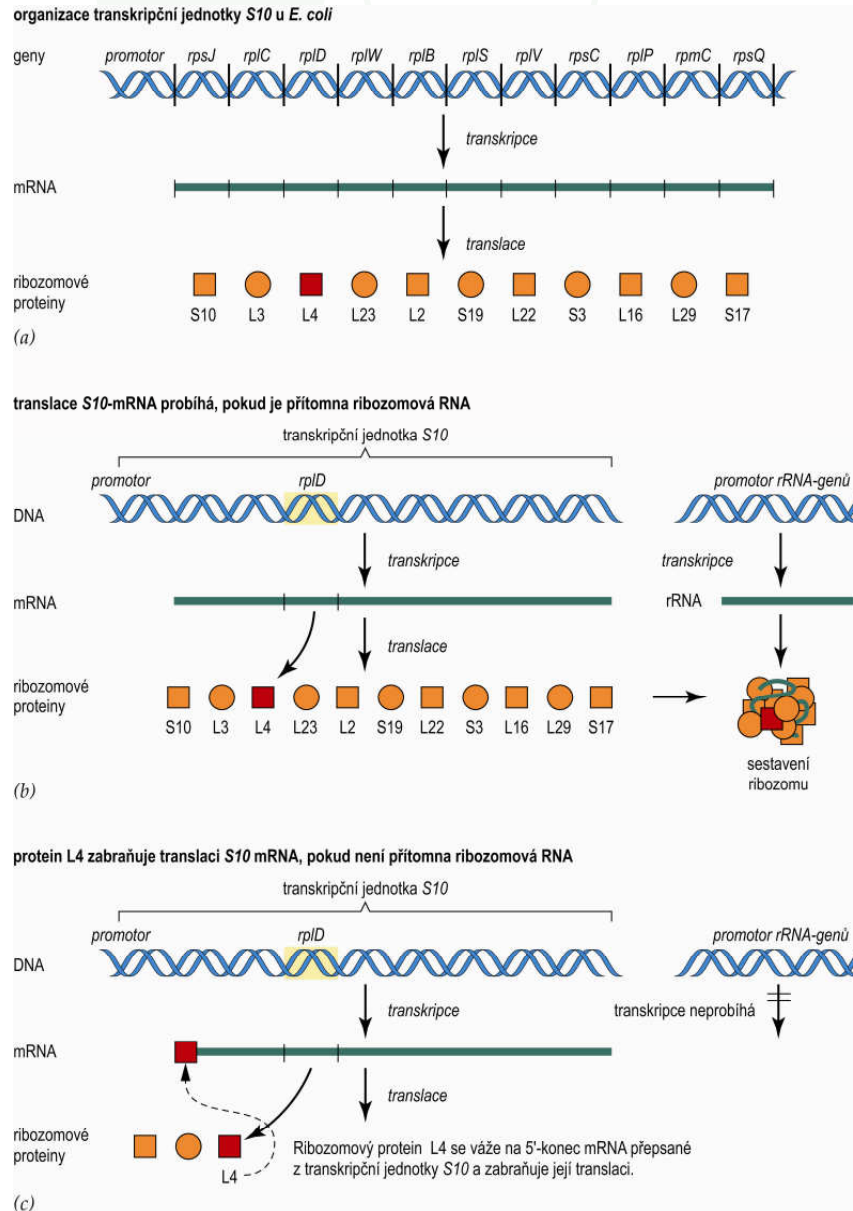 organizace transkripční jednotky S10 u E. coli
geny
promotor rpsJ rplC rplD rplW rplB rplS rplV rpsC rplP rpmC rpsQ
transkripce
mRNA
translace
ribozomové
proteiny
S10 L3 L4 L23 L2 S19 L22 S3 L16 L29 S17
(a)
translace S10-mRNA probíhá, pokud je přítomna ribozomová RNA
transkripční jednotka S10
promotor rplD promotor rRNA-genů
DNA
transkripce transkripce
mRNA rRNA
translace
ribozomové
proteiny
S10 L3 L4 L23 L2 S19 L22 S3 L16 L29 S17
sestavení
ribozomu
(b)
protein L4 zabraňuje translaci S10 mRNA, pokud není přítomna ribozomová RNA
transkripční jednotka S10
promotor rplD promotor rRNA-genů
DNA
transkripce transkripce neprobíhá
mRNA
translace
ribozomové
proteiny
L4
Ribozomový protein L4 se váže na 5'-konec mRNA přepsané
z transkripční jednotky S10 a zabraňuje její translaci.
(c)